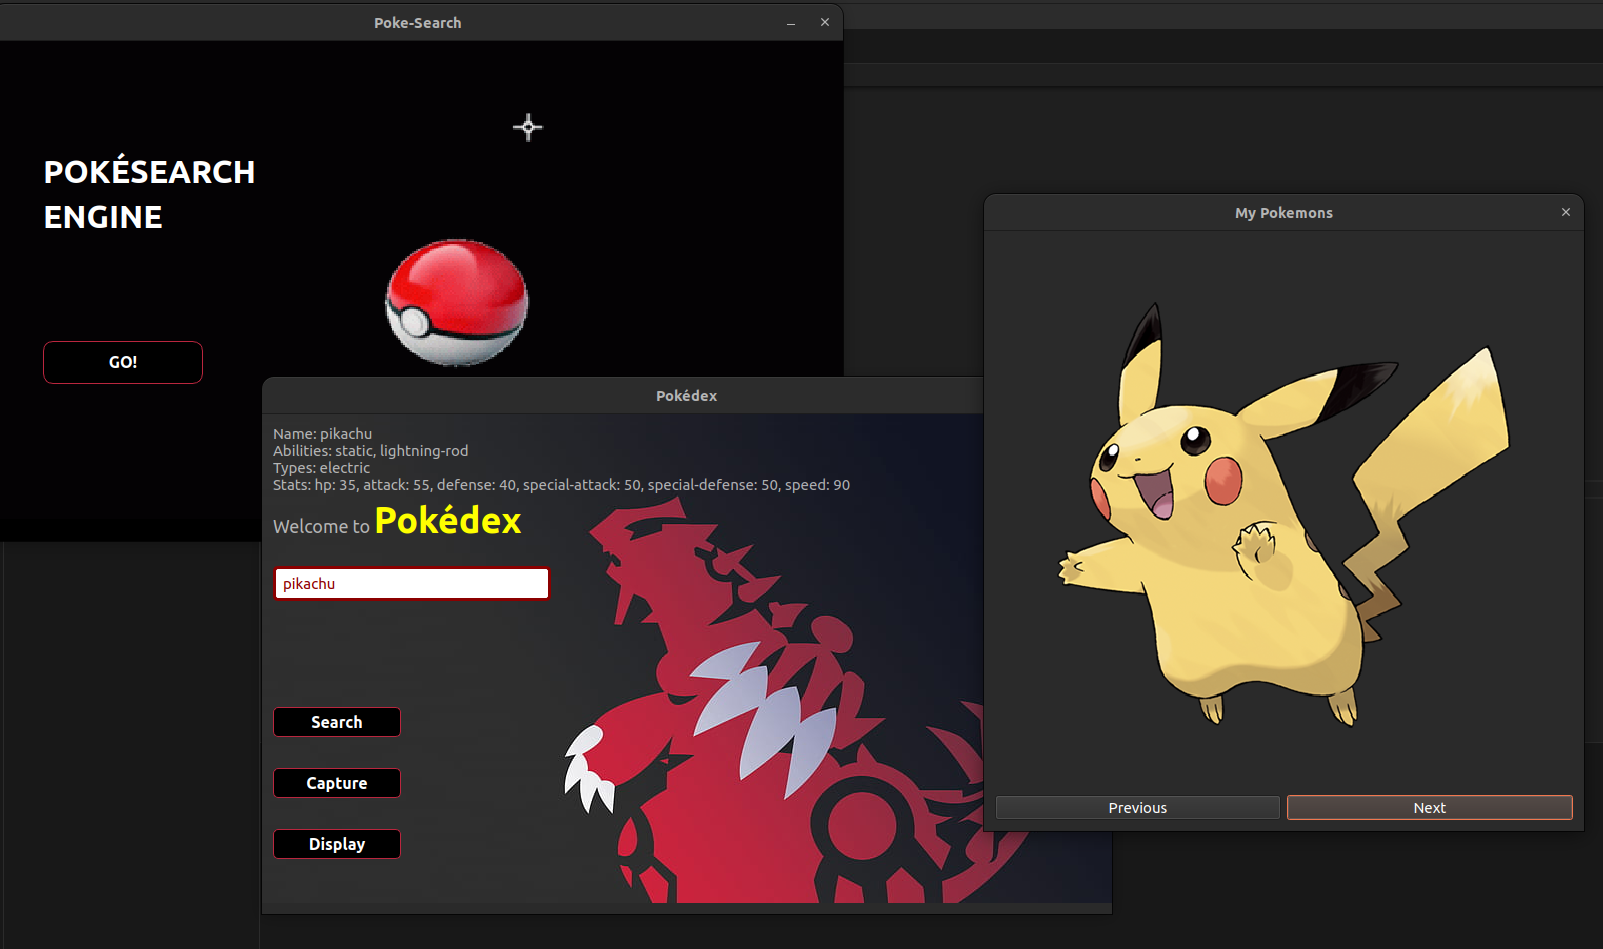 Poke-Search
POKÉSEARCH
ENGINE
GO!
Pokédex
Name: pikachu
Abilities: static, lightning-rod
Types: electric
Stats: hp: 35, attack: 55, defense: 40, special-attack: 50, special-defense: 50, speed: 90
Welcome to Pokédex
pikachu
Search
Capture
Display
My Pokemons
Previous
Next